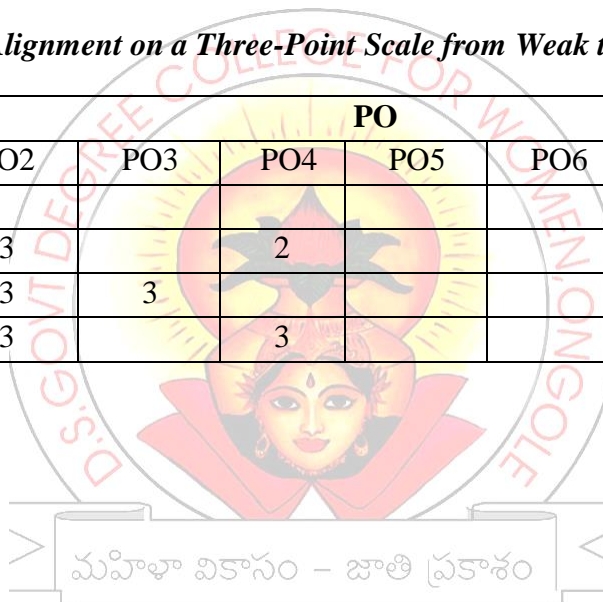 Alignment on a Three-Point Scale from Weak t
PO
O2 PO3 PO4 PO5 PO6
3 2
3 3
3 3
D.S.GOVT DEGREE COLLEGE FOR WOMEN, ONGOLE
మహిళా వికాసం – జాతి ప్రకాశం